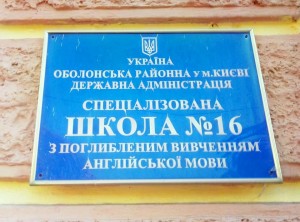 УКРАЇНА
ОБОЛОНСЬКА РАЙОННА У М.КИЄВІ
ДЕРЖАВНА АДМІНІСТРАЦІЯ
СПЕЦІАЛІЗОВАНА
ШКОЛА №16
З ПОГЛИБЛЕНИМ ВИВЧЕННЯМ
АНГЛІЙСЬКОЇ МОВИ